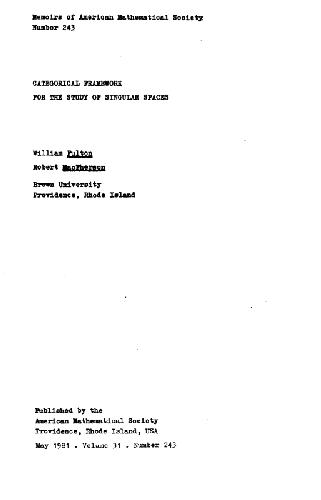 Memoirs of American Mathematical Society
Number 243
CATEGORICAL FRAMEWORK
FOR THE STUDY OF SINGULAR SPACES
William Fulton
Robert MacPherson
Brown University
Providence, Rhode Island
Published by the
American Mathematical Society
Providence, Rhode Island, USA
May 1981 . Volume 31 . Number 243